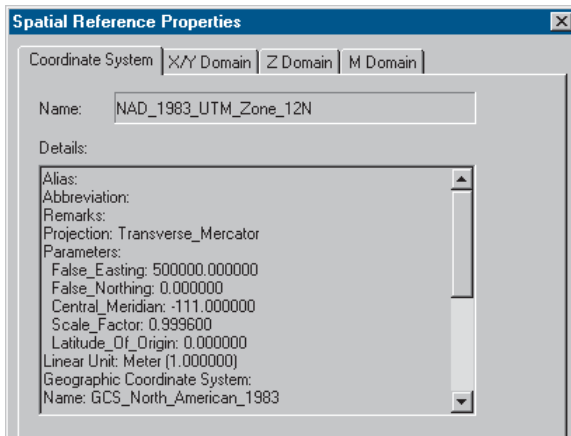 Spatial Reference Properties
Coordinate System X/Y Domain Z Domain M Domain
Name: NAD_1983_UTM_Zone_12N
Details:
Alias:
Abbreviation:
Remarks:
Projection: Transverse_Mercator
Parameters:
False_Easting: 500000.000000
False_Northing: 0.000000
Central_Meridian: -111.000000
Scale_Factor: 0.999600
Latitude_Of_Origin: 0.000000
Linear Unit: Meter (1.000000)
Geographic Coordinate System:
Name: GCS_North_American_1983